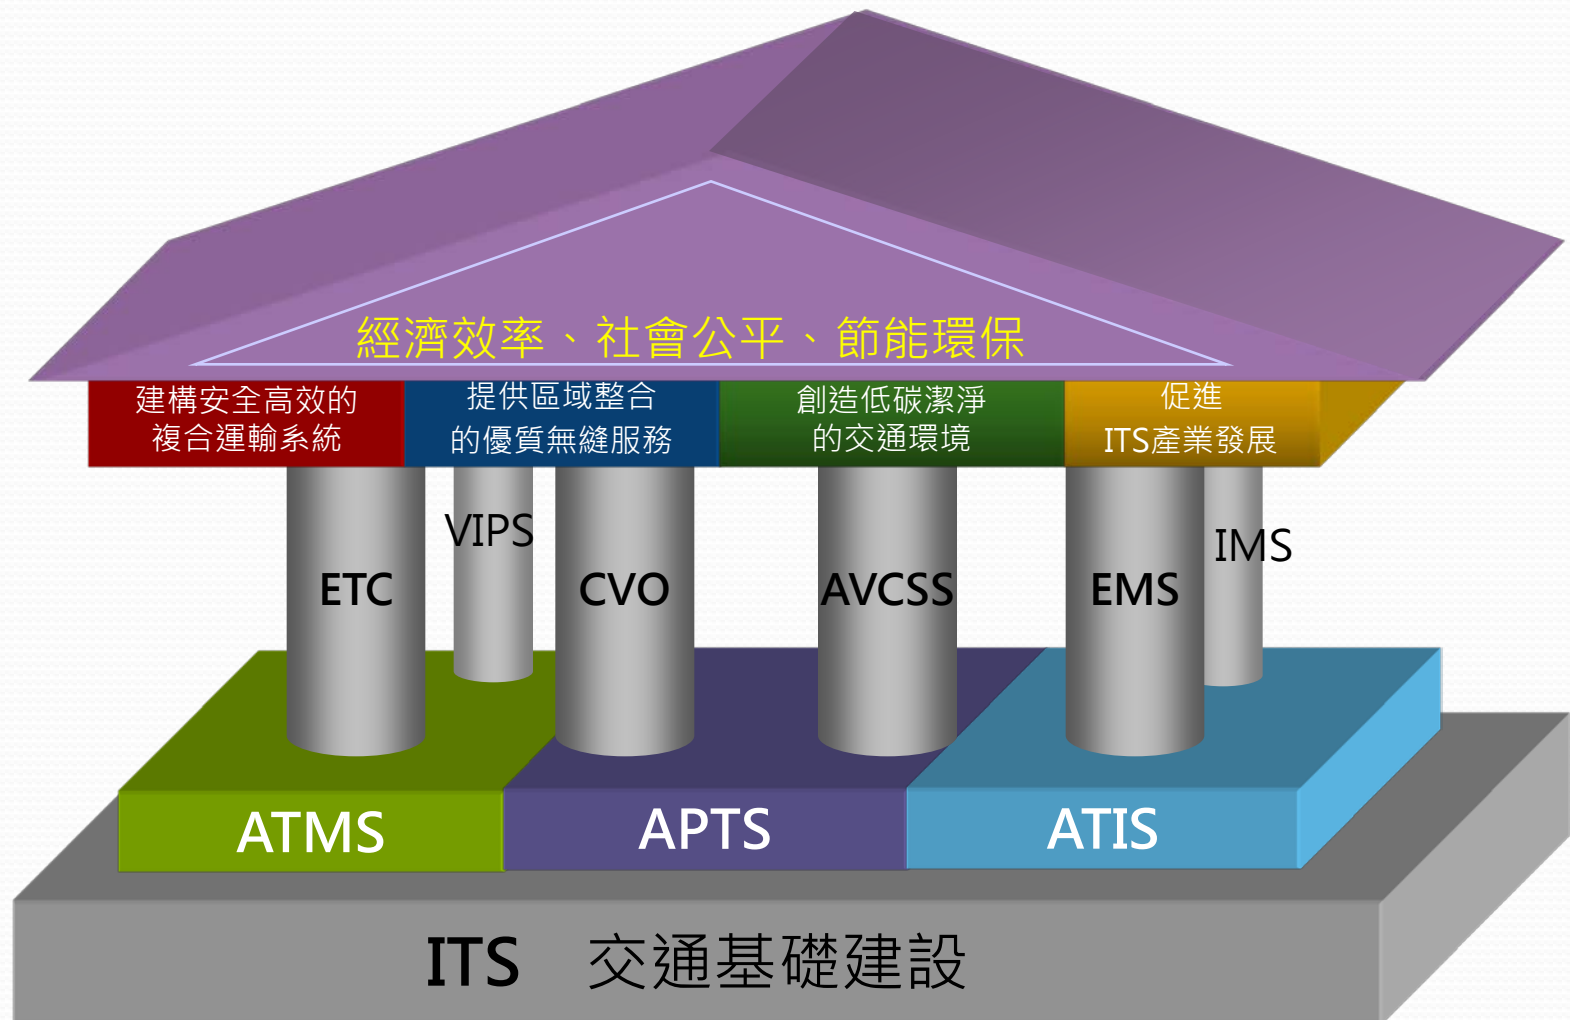 經濟效率、社會公平、節能環保
建構安全高效的
複合運輸系統
提供區域整合
的優質無縫服務
創造低碳潔淨
的交通環境
促進
ITS產業發展
ETC
VIPS
CVO
AVCSS
EMS
IMS
ATMS
APTS
ATIS
ITS 交通基礎建設